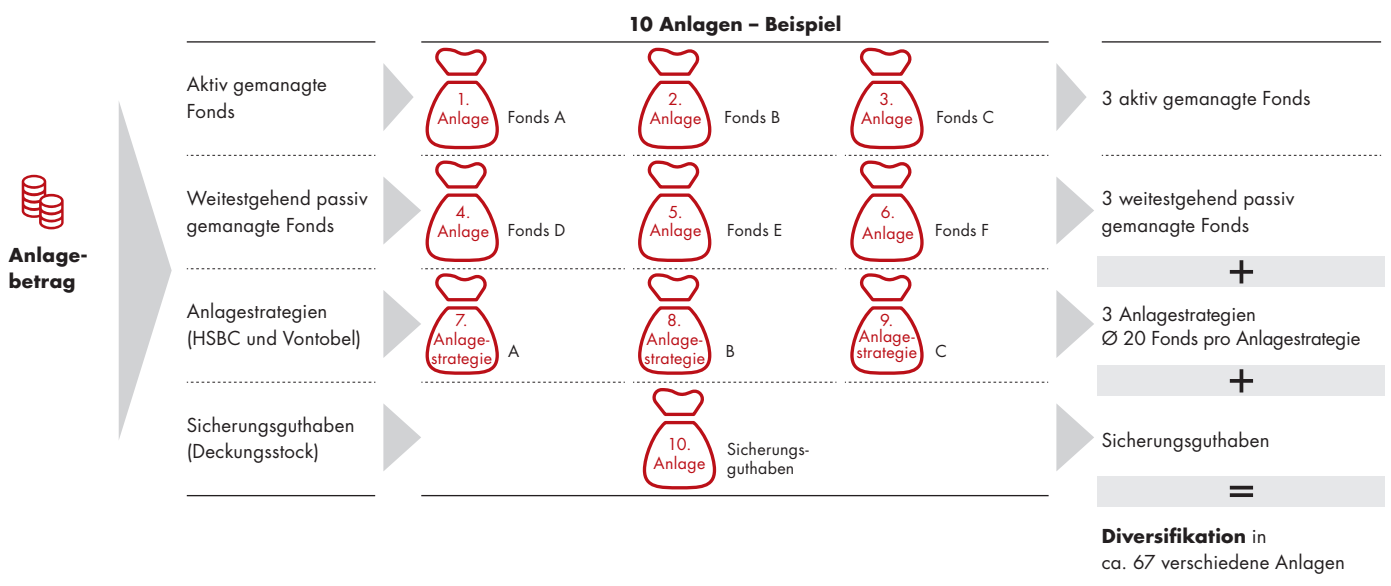 10 Anlagen – Beispiel
Anlage-
betrag
Aktiv gemanagte
Fonds
1.
Anlage
Fonds A
2.
Anlage
Fonds B
3.
Anlage
Fonds C
3 aktiv gemanagte Fonds
Weitestgehend passiv
gemanagte Fonds
4.
Anlage
Fonds D
5.
Anlage
Fonds E
6.
Anlage
Fonds F
3 weitestgehend passiv
gemanagte Fonds
+
Anlagestrategien
(HSBC und Vontobel)
7.
Anlage-
strategie
A
8.
Anlage-
strategie
B
9.
Anlage-
strategie
C
3 Anlagestrategien
Ø 20 Fonds pro Anlagestrategie
+
Sicherungsguthaben
(Deckungsstock)
10.
Anlage
Sicherungs-
guthaben
Sicherungsguthaben
=
Diversifikation in
ca. 67 verschiedene Anlagen